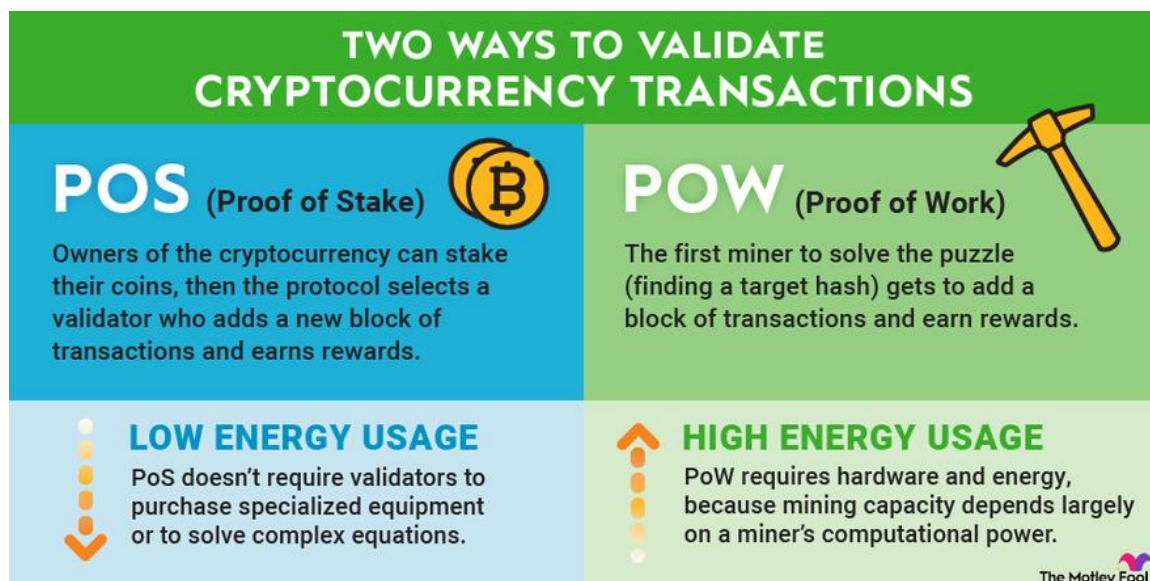 TWO WAYS TO VALIDATE
CRYPTOCURRENCY TRANSACTIONS
POS (Proof of Stake)
Owners of the cryptocurrency can stake
their coins, then the protocol selects a
validator who adds a new block of
transactions and earns rewards.
POW (Proof of Work)
The first miner to solve the puzzle
(finding a target hash) gets to add a
block of transactions and earn rewards.
LOW ENERGY USAGE
PoS doesn’t require validators to
purchase specialized equipment
or to solve complex equations.
HIGH ENERGY USAGE
PoW requires hardware and energy,
because mining capacity depends largely
on a miner’s computational power.
The Motley Fool